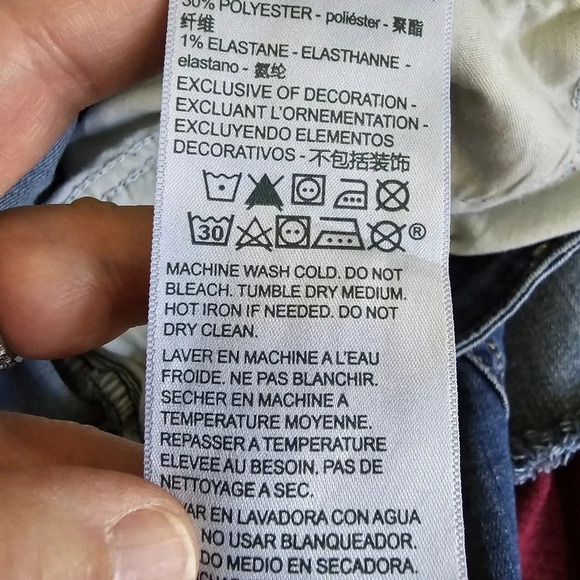 30% POLYESTER - poliéster - 聚酯
纤维
1% ELASTANE - ELASTHANNE -
elastano - 氨纶
EXCLUSIVE OF DECORATION -
EXCLUANT L'ORNEMENTATION -
EXCLUYENDO ELEMENTOS
DECORATIVOS - 不包括装饰
30 ®
MACHINE WASH COLD. DO NOT
BLEACH. TUMBLE DRY MEDIUM.
HOT IRON IF NEEDED. DO NOT
DRY CLEAN.
LAVER EN MACHINE A L'EAU
FROIDE. NE PAS BLANCHIR.
SECHER EN MACHINE A
TEMPERATURE MOYENNE.
REPASSER A TEMPERATURE
ELEVEE AU BESOIN. PAS DE
NETTOYAGE A SEC.
EN LAVADORA CON AGUA
NO USAR BLANQUEADOR.
MEDIO EN SECADORA.